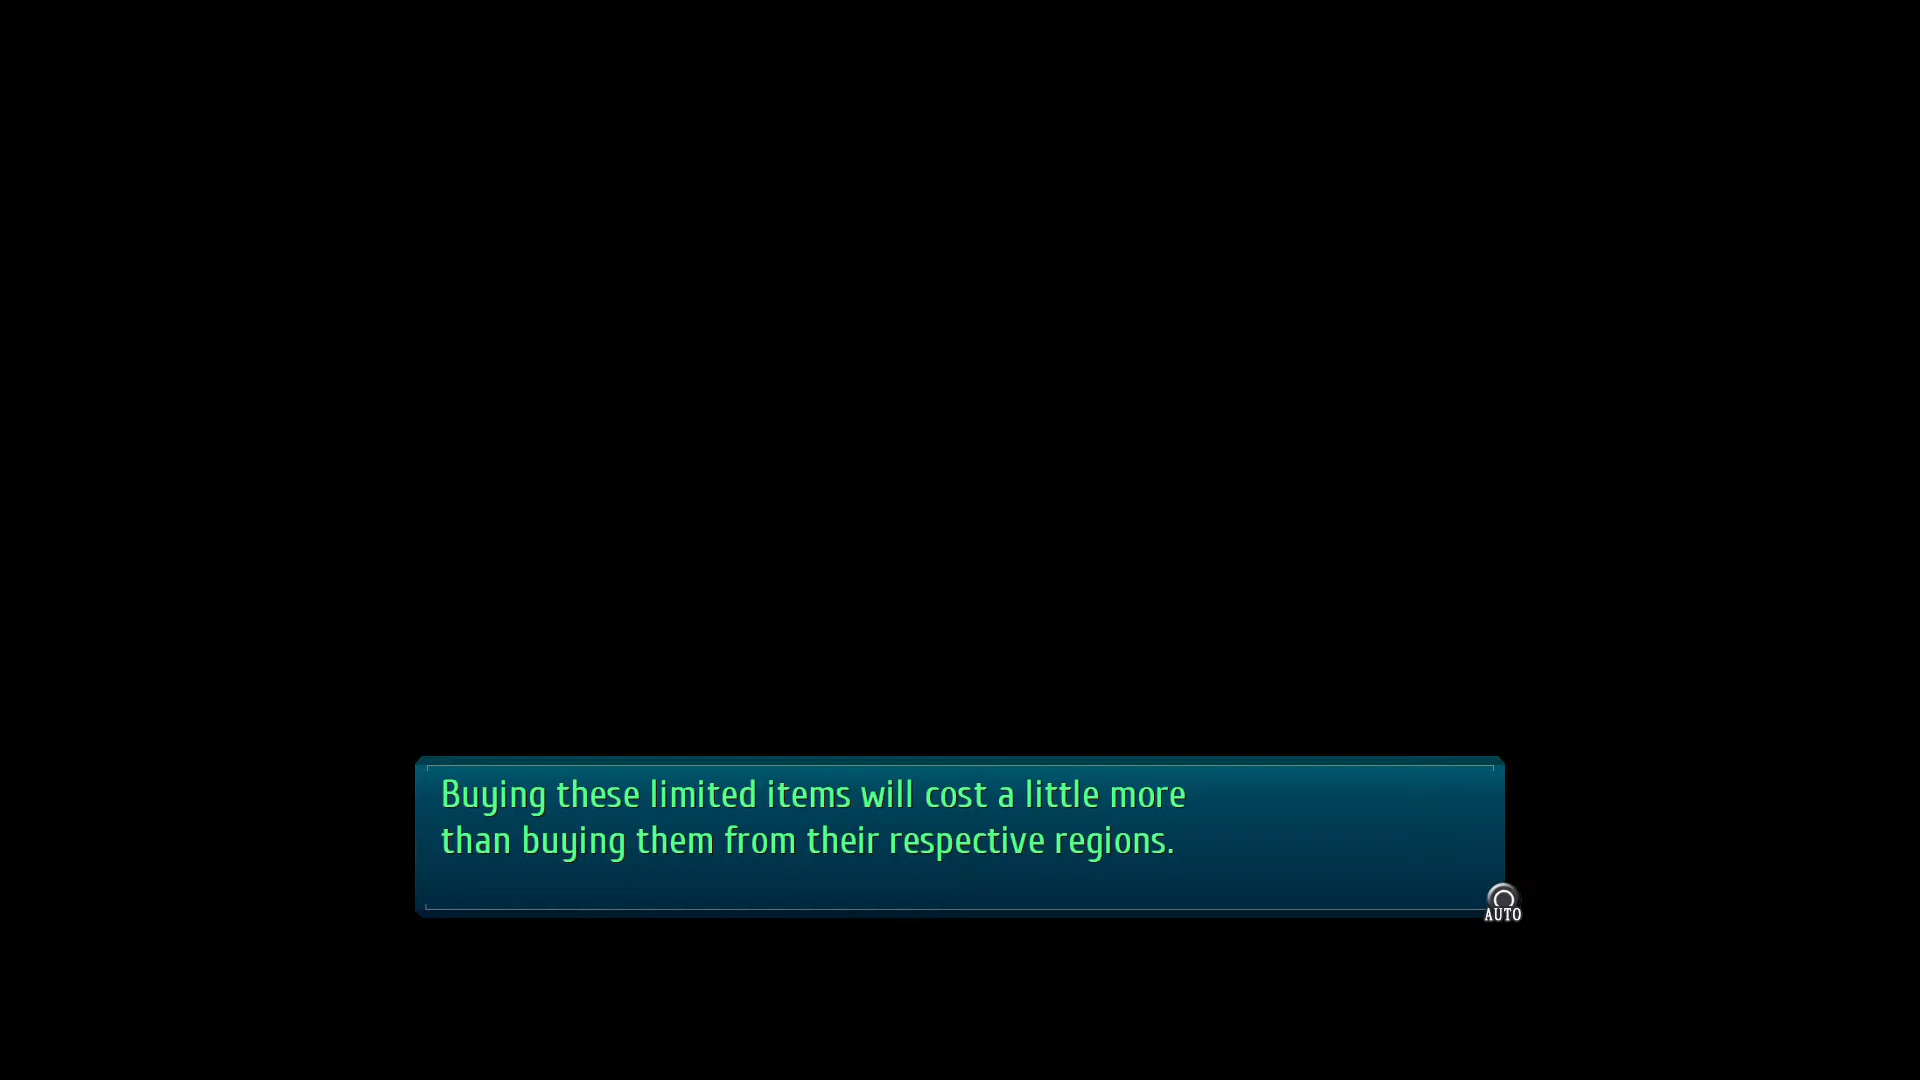 Buying these limited items will cost a little more
than buying them from their respective regions.
AUTO